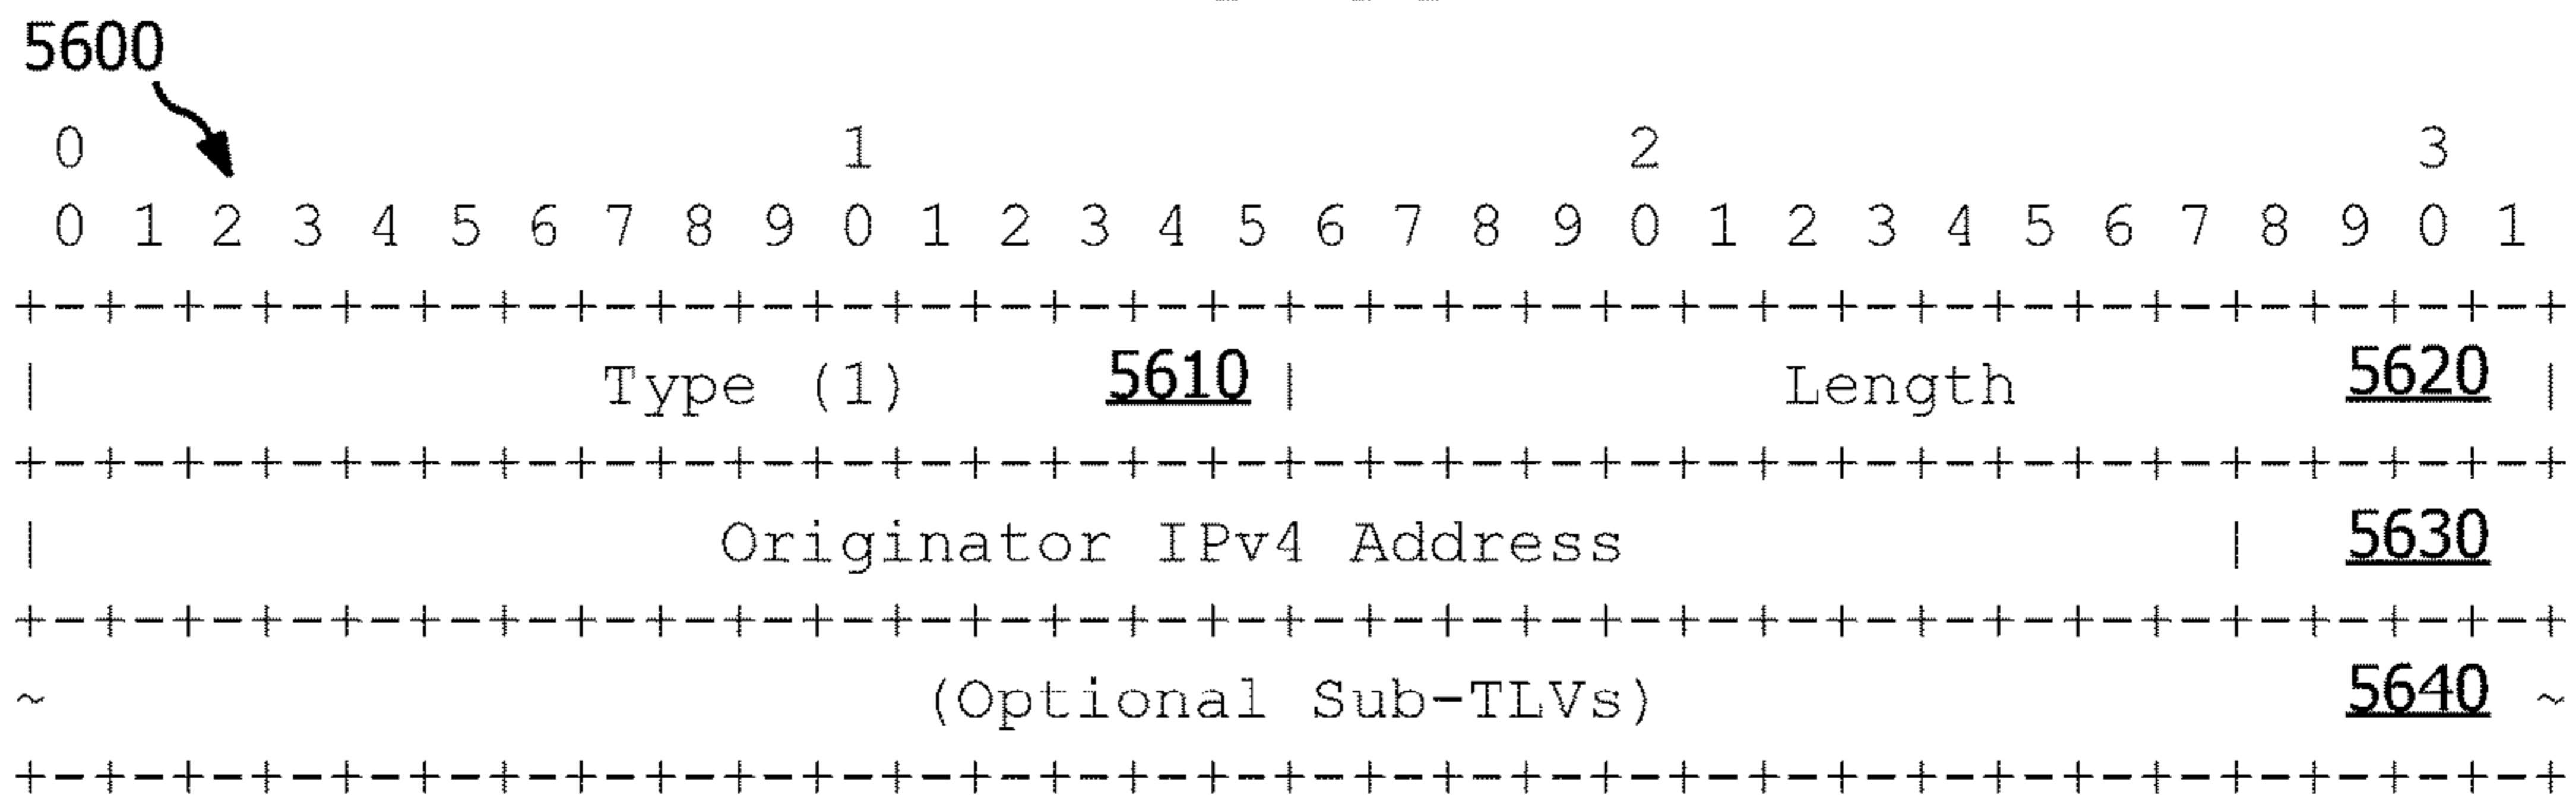 5600
0 1 2 3
0 1 2 3 4 5 6 7 8 9 0 1 2 3 4 5 6 7 8 9 0 1 2 3 4 5 6 7 8 9 0 1
+-+-+-+-+-+-+-+-+-+-+-+-+-+-+-+-+-+-+-+-+-+-+-+-+-+-+-+-+-+-+-+-+
| Type (1) 5610 | Length 5620 |
+-+-+-+-+-+-+-+-+-+-+-+-+-+-+-+-+-+-+-+-+-+-+-+-+-+-+-+-+-+-+-+-+
| Originator IPv4 Address | 5630
+-+-+-+-+-+-+-+-+-+-+-+-+-+-+-+-+-+-+-+-+-+-+-+-+-+-+-+-+-+-+-+-+
~ (Optional Sub-TLVs) 5640 ~
+-+-+-+-+-+-+-+-+-+-+-+-+-+-+-+-+-+-+-+-+-+-+-+-+-+-+-+-+-+-+-+-+